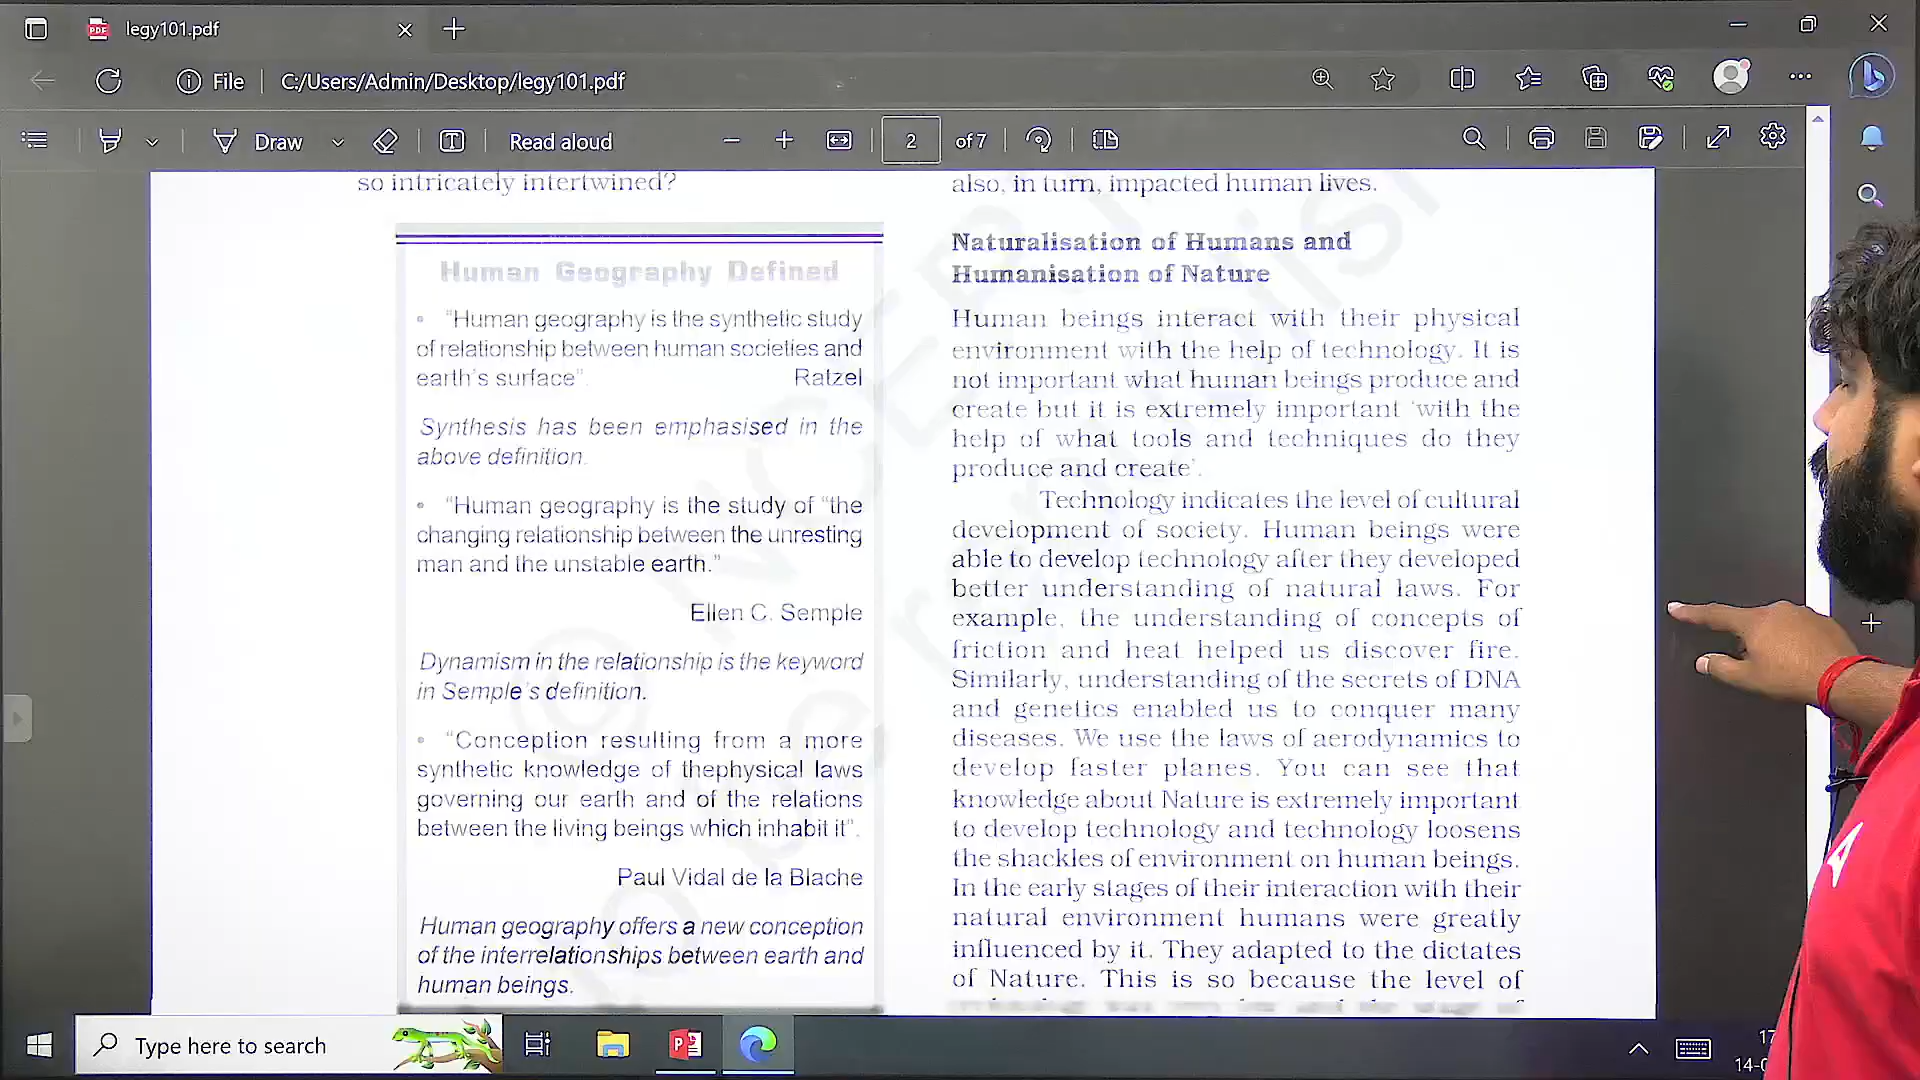 legy101.pdf
File
C:/Users/Admin/Desktop/legy101.pdf
Draw
Read aloud
2
of 7
so intricately intertwined?
Human Geography Defined
• “Human geography is the synthetic study
of relationship between human societies and
earth's surface”. Ratzel
Synthesis has been emphasised in the
above definition.
• “Human geography is the study of “the
changing relationship between the unresting
man and the unstable earth.”
Ellen C. Semple
Dynamism in the relationship is the keyword
in Semple's definition.
• “Conception resulting from a more
synthetic knowledge of thephysical laws
governing our earth and of the relations
between the living beings which inhabit it”.
Paul Vidal de la Blache
Human geography offers a new conception
of the interrelationships between earth and
human beings.
also, in turn, impacted human lives.
Naturalisation of Humans and
Humanisation of Nature
Human beings interact with their physical
environment with the help of technology. It is
not important what human beings produce and
create but it is extremely important ‘with the
help of what tools and techniques do they
produce and create’.
Technology indicates the level of cultural
development of society. Human beings were
able to develop technology after they developed
better understanding of natural laws. For
example, the understanding of concepts of
friction and heat helped us discover fire.
Similarly, understanding of the secrets of DNA
and genetics enabled us to conquer many
diseases. We use the laws of aerodynamics to
develop faster planes. You can see that
knowledge about Nature is extremely important
to develop technology and technology loosens
the shackles of environment on human beings.
In the early stages of their interaction with their
natural environment humans were greatly
influenced by it. They adapted to the dictates
of Nature. This is so because the level of
Type here to search